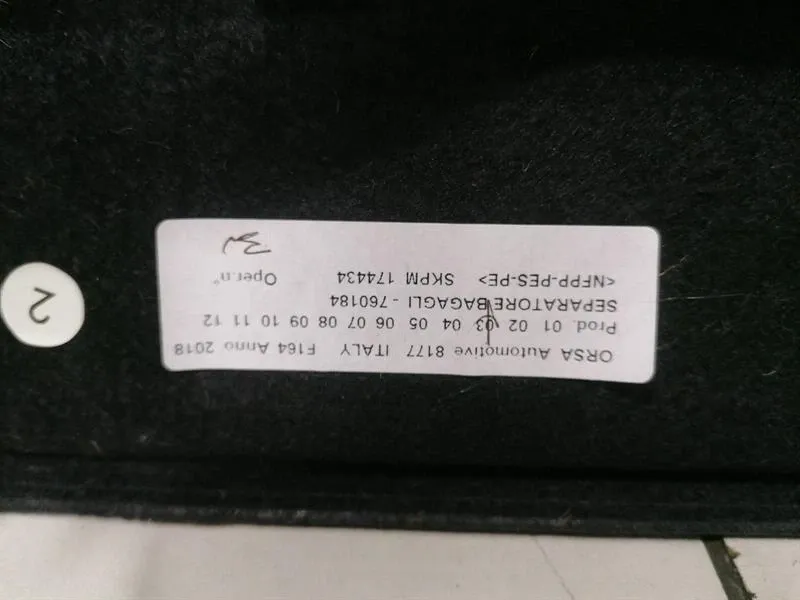 ORSA Automotive 8177 ITALY F164 Anno 2018
Prod. 01 02 03 04 05 06 07 08 09 10 11 12
SEPARATORE BAGAGLI - 760184
<NFPP-PES-PE> SKPM 174434 Oper.n°
2